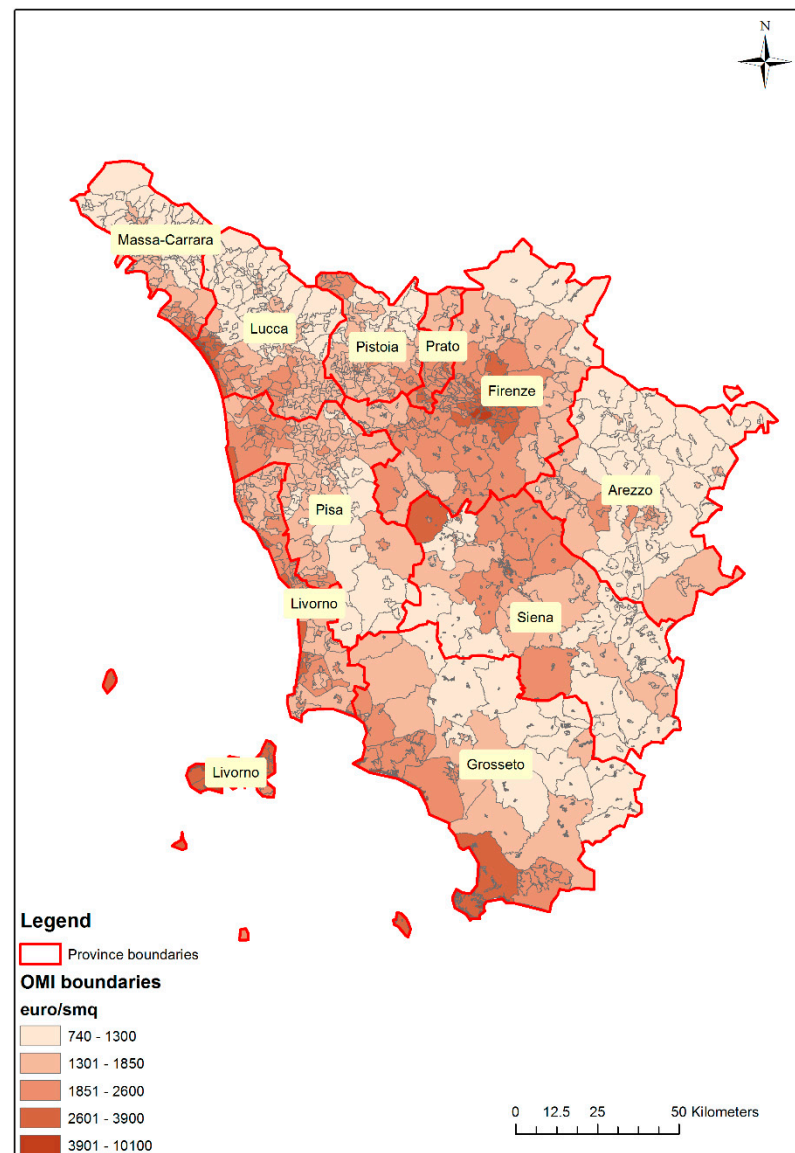 N
Massa-Carrara
Lucca
Pistoia
Prato
Firenze
Arezzo
Pisa
Livorno
Siena
Livorno
Grosseto
Legend
Province boundaries
OMI boundaries
euro/smq
740 - 1300
1301 - 1850
1851 - 2600
2601 - 3900
3901 - 10100
0 12.5 25 50 Kilometers